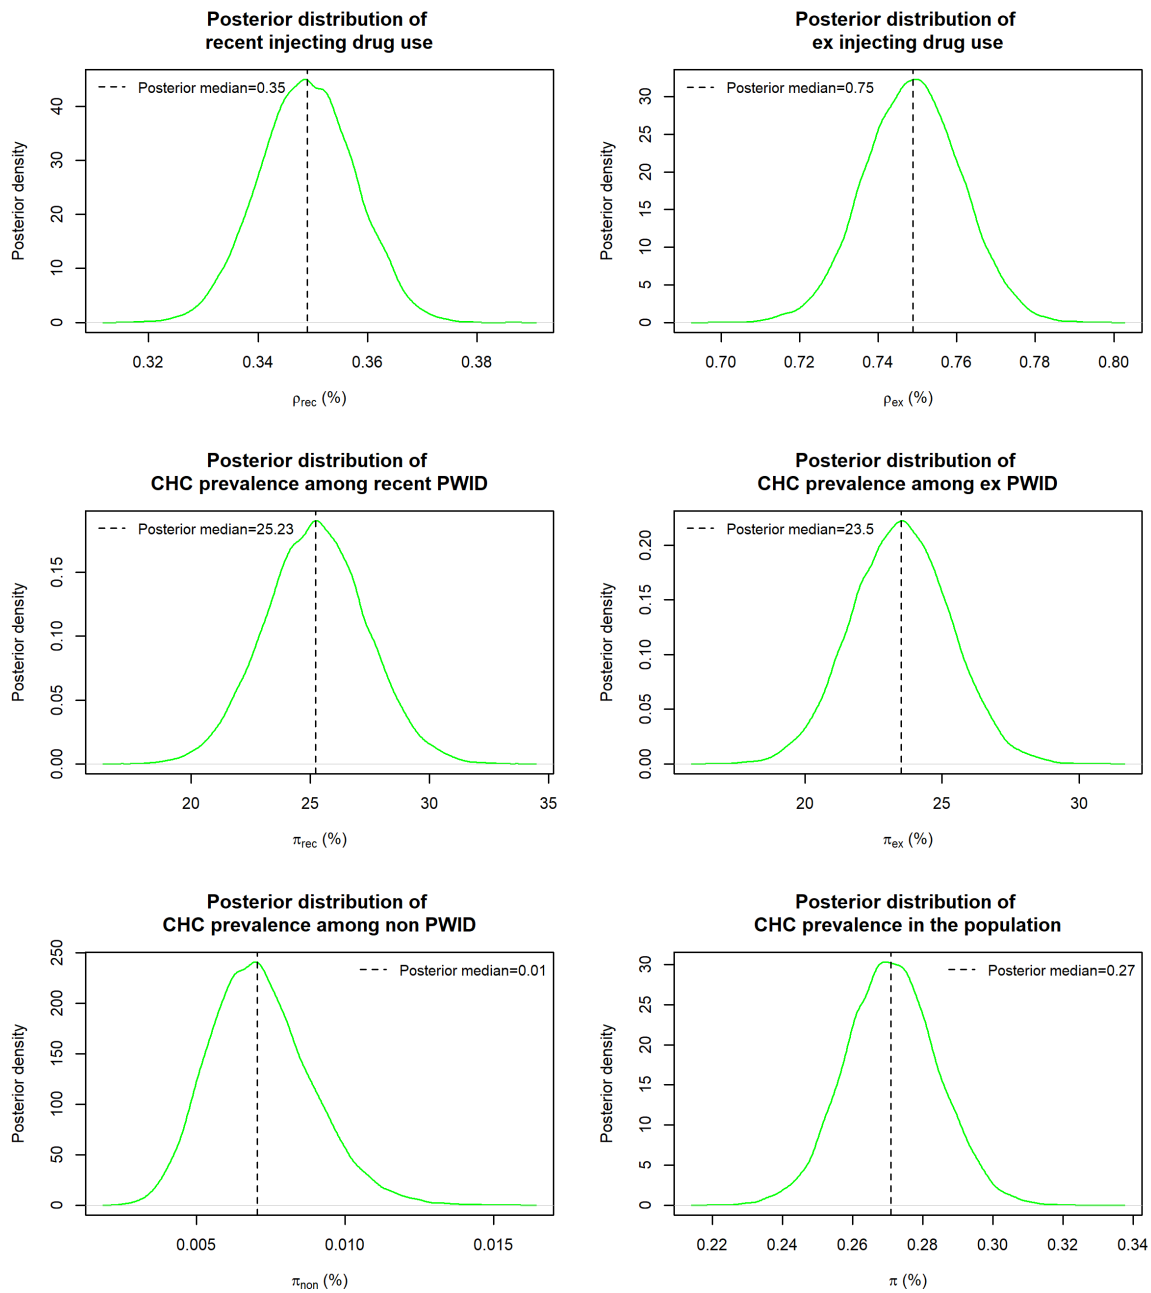 Posterior distribution of
recent injecting drug use
Posterior median=0.35
Posterior density
0
10
20
30
40
0.32
0.34
0.36
0.38
ρrec (%)
Posterior distribution of
ex injecting drug use
Posterior median=0.75
Posterior density
0
5
10
15
20
25
30
0.70
0.72
0.74
0.76
0.78
0.80
ρex (%)
Posterior distribution of
CHC prevalence among recent PWID
Posterior median=25.23
Posterior density
0.00
0.05
0.10
0.15
20
25
30
35
πrec (%)
Posterior distribution of
CHC prevalence among ex PWID
Posterior median=23.5
Posterior density
0.00
0.05
0.10
0.15
0.20
20
25
30
πex (%)
Posterior distribution of
CHC prevalence among non PWID
Posterior median=0.01
Posterior density
0
50
100
150
200
250
0.005
0.010
0.015
πnon (%)
Posterior distribution of
CHC prevalence in the population
Posterior median=0.27
Posterior density
0
5
10
15
20
25
30
0.22
0.24
0.26
0.28
0.30
0.32
0.34
π (%)